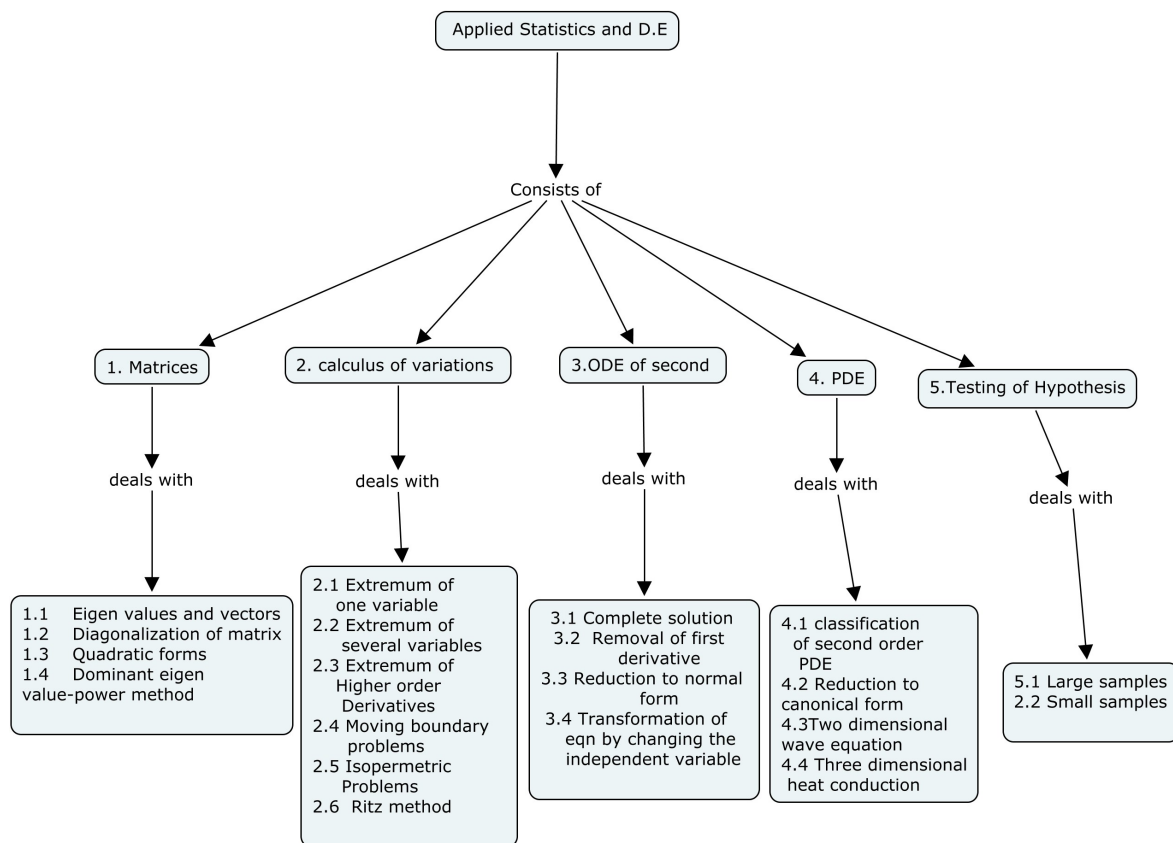 Applied Statistics and D.E
Consists of
1. Matrices
2. calculus of variations
3.ODE of second
4. PDE
5.Testing of Hypothesis
deals with
deals with
deals with
deals with
deals with
1.1 Eigen values and vectors
1.2 Diagonalization of matrix
1.3 Quadratic forms
1.4 Dominant eigen
value-power method
2.1 Extremum of
one variable
2.2 Extremum of
several variables
2.3 Extremum of
Higher order
Derivatives
2.4 Moving boundary
problems
2.5 Isopermetric
Problems
2.6 Ritz method
3.1 Complete solution
3.2 Removal of first
derivative
3.3 Reduction to normal
form
3.4 Transformation of
eqn by changing the
independent variable
4.1 classification
of second order
PDE
4.2 Reduction to
canonical form
4.3Two dimensional
wave equation
4.4 Three dimensional
heat conduction
5.1 Large samples
2.2 Small samples